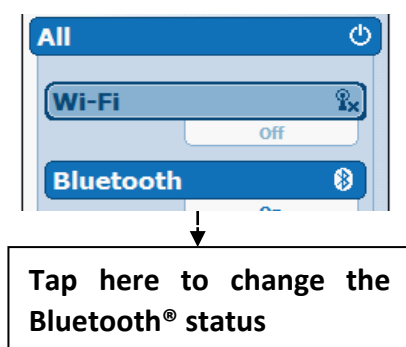 All
Wi-Fi
Off
Bluetooth
Tap here to change the
Bluetooth® status